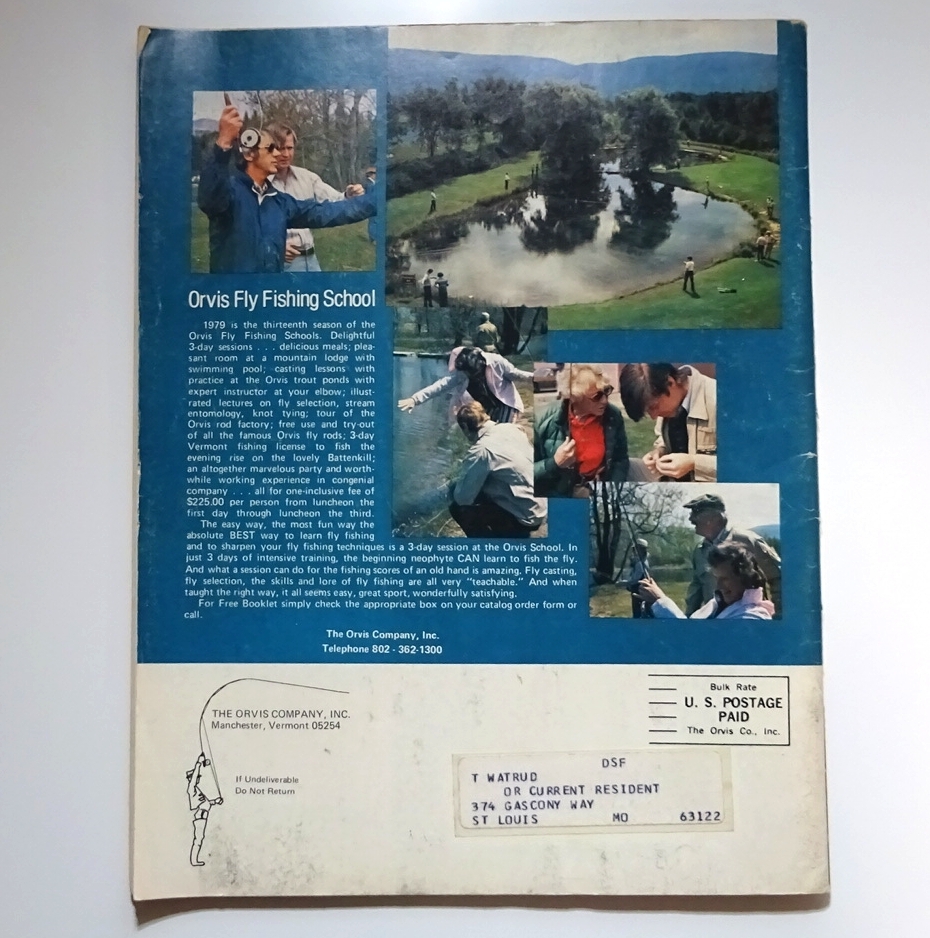 Orvis Fly Fishing School
1979 is the thirteenth season of the
Orvis Fly Fishing Schools. Delightful
3-day sessions . . . delicious meals; plea-
sant room at a mountain lodge with
swimming pool; casting lessons with
practice at the Orvis trout ponds with
expert instructor at your elbow; illust-
rated lectures on fly selection, stream
entomology, knot tying; tour of the
Orvis rod factory; free use and try-out
of all the famous Orvis fly rods; 3-day
Vermont fishing license to fish the
evening rise on the lovely Battenkill;
an altogether marvelous party and worth-
while working experience in congenial
company . . . all for one-inclusive fee of
$225.00 per person from luncheon the
first day through luncheon the third.
The easy way, the most fun way the
absolute BEST way to learn fly fishing
and to sharpen your fly fishing techniques is a 3-day session at the Orvis School. In
just 3 days of intensive training, the beginning neophyte CAN learn to fish the fly.
And what a session can do for the fishing scores of an old hand is amazing. Fly casting,
fly selection, the skills and lore of fly fishing are all very "teachable." And when
taught the right way, it all seems easy, great sport, wonderfully satisfying.
For Free Booklet simply check the appropriate box on your catalog order form or
call.
The Orvis Company, Inc.
Telephone 802 - 362-1300
THE ORVIS COMPANY, INC.
Manchester, Vermont 05254
If Undeliverable
Do Not Return
Bulk Rate
U. S. POSTAGE
PAID
The Orvis Co., Inc.
DSF
T WATRUD
OR CURRENT RESIDENT
374 GASCONY WAY
ST LOUIS MO 63122